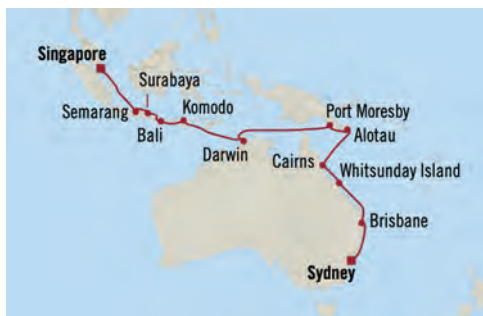 Singapore
Surabaya
Semarang
Komodo
Bali
Port Moresby
Darwin
Alotau
Cairns
Whitsunday Island
Brisbane
Sydney